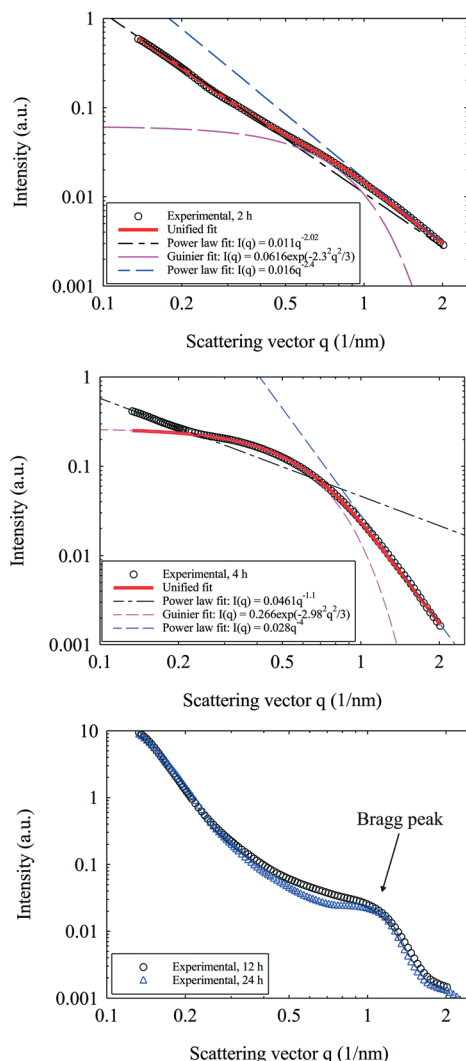 Intensity (a.u.)
1
0.1
0.01
0.001
Experimental, 2 h
Unified fit
Power law fit: I(q) = 0.011q^-2.02
Guinier fit: I(q) = 0.0616exp(-2.3²q²/3)
Power law fit: I(q) = 0.016q^-2.4
0.1 0.2 0.5 1 2
Scattering vector q (1/nm)
Intensity (a.u.)
1
0.1
0.01
0.001
Experimental, 4 h
Unified fit
Power law fit: I(q) = 0.0461q^-1.1
Guinier fit: I(q) = 0.266exp(-2.98²q²/3)
Power law fit: I(q) = 0.028q^-4
0.1 0.2 0.5 1 2
Scattering vector q (1/nm)
Intensity (a.u.)
10
1
0.1
0.01
0.001
Bragg peak
Experimental, 12 h
Experimental, 24 h
0.1 0.2 0.5 1 2
Scattering vector q (1/nm)